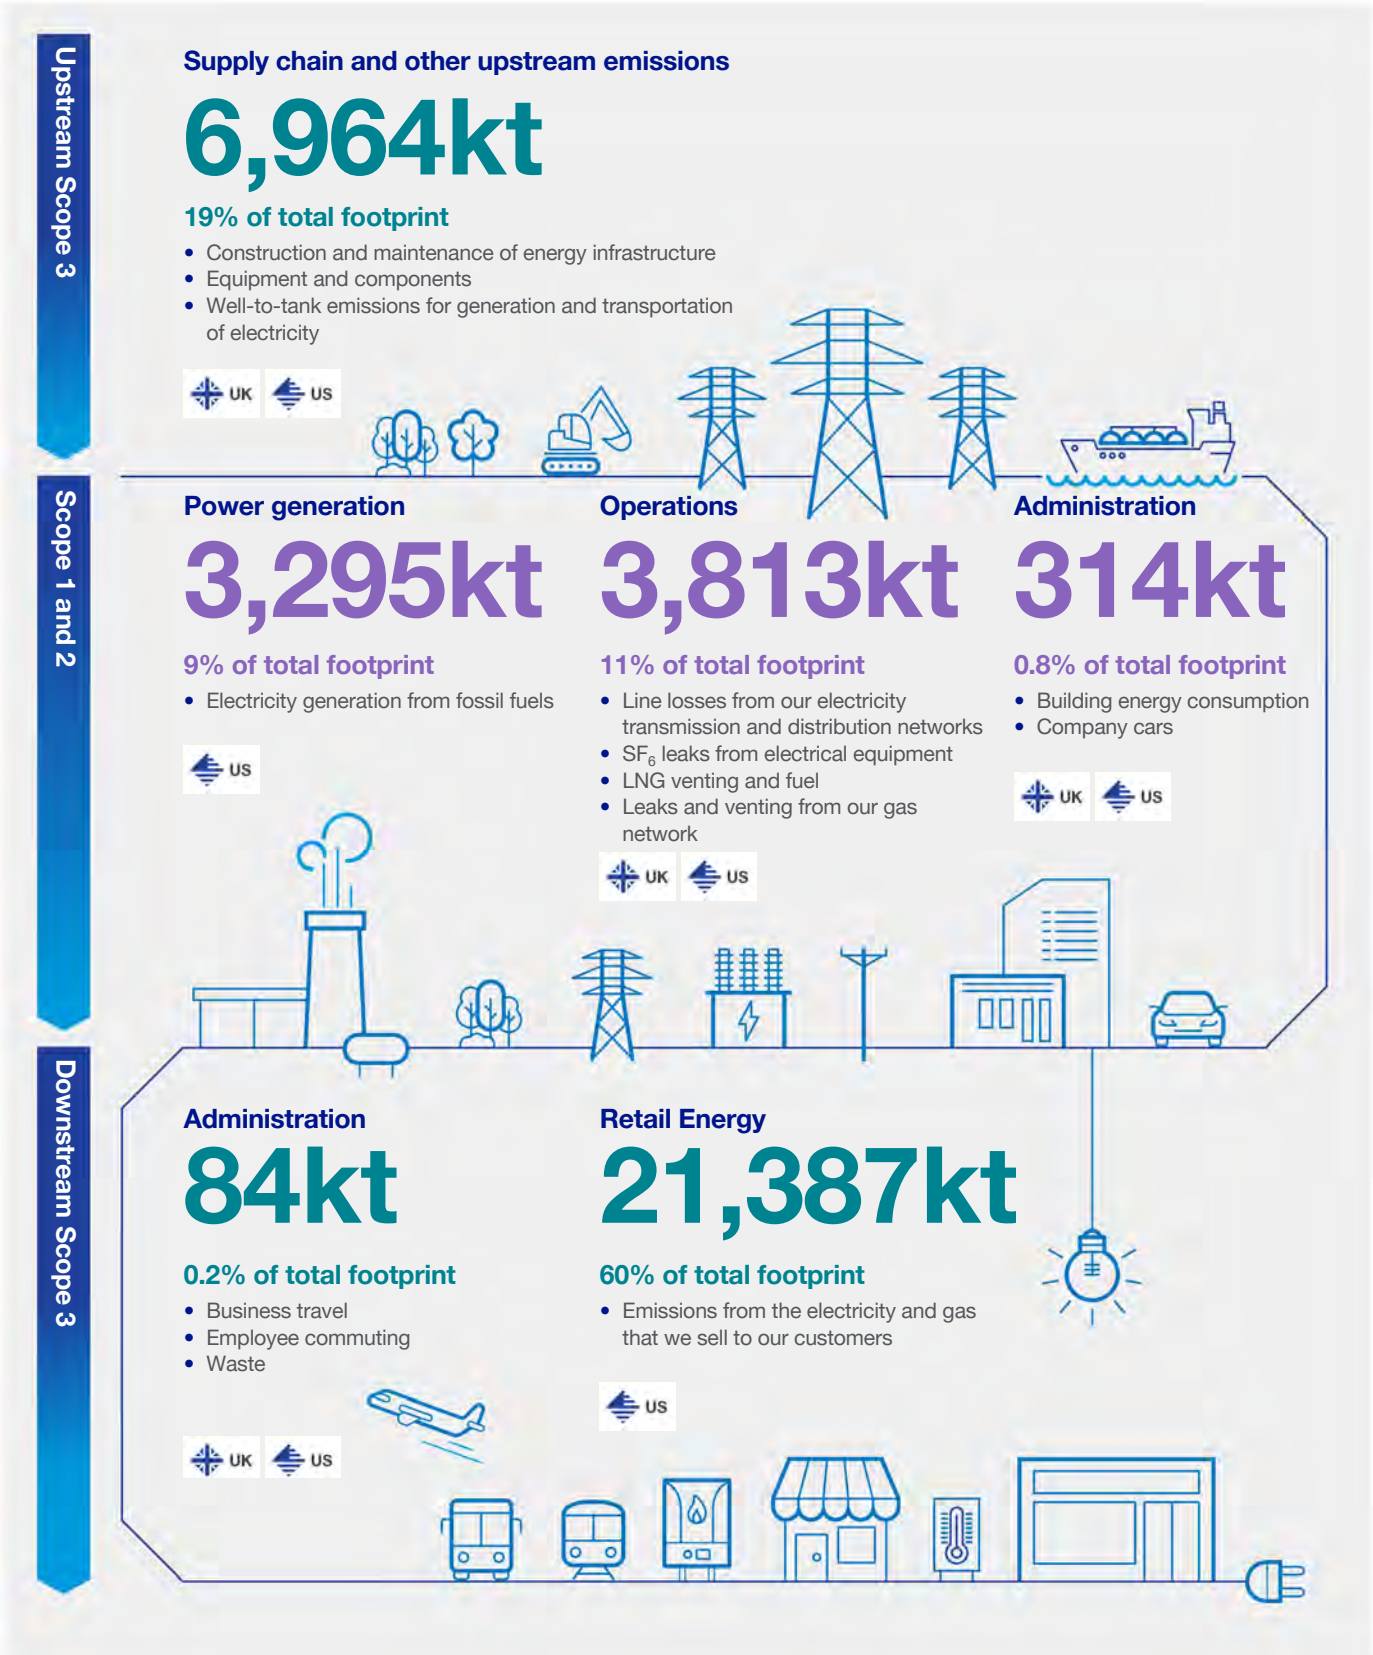 Upstream Scope 3
Supply chain and other upstream emissions
6,964kt
19% of total footprint
• Construction and maintenance of energy infrastructure
• Equipment and components
• Well-to-tank emissions for generation and transportation
of electricity
UK US
Scope 1 and 2
Power generation
3,295kt
9% of total footprint
• Electricity generation from fossil fuels
US
Operations
3,813kt
11% of total footprint
• Line losses from our electricity
transmission and distribution networks
• SF₆ leaks from electrical equipment
• LNG venting and fuel
• Leaks and venting from our gas
network
UK US
Administration
314kt
0.8% of total footprint
• Building energy consumption
• Company cars
UK US
Downstream Scope 3
Administration
84kt
0.2% of total footprint
• Business travel
• Employee commuting
• Waste
UK US
Retail Energy
21,387kt
60% of total footprint
• Emissions from the electricity and gas
that we sell to our customers
US